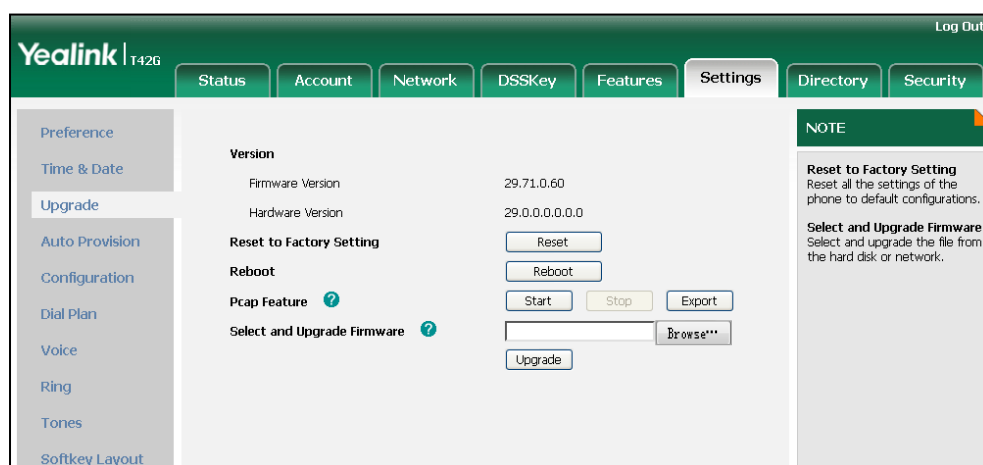 Log Out
Yealink | T42G
Status Account Network DSSKey Features Settings Directory Security
Preference
Time & Date
Upgrade
Auto Provision
Configuration
Dial Plan
Voice
Ring
Tones
Softkey Layout
Version
Firmware Version 29.71.0.60
Hardware Version 29.0.0.0.0.0.0
Reset to Factory Setting Reset
Reboot Reboot
Pcap Feature ? Start Stop Export
Select and Upgrade Firmware ? Browse...
Upgrade
NOTE
Reset to Factory Setting
Reset all the settings of the
phone to default configurations.
Select and Upgrade Firmware
Select and upgrade the file from
the hard disk or network.